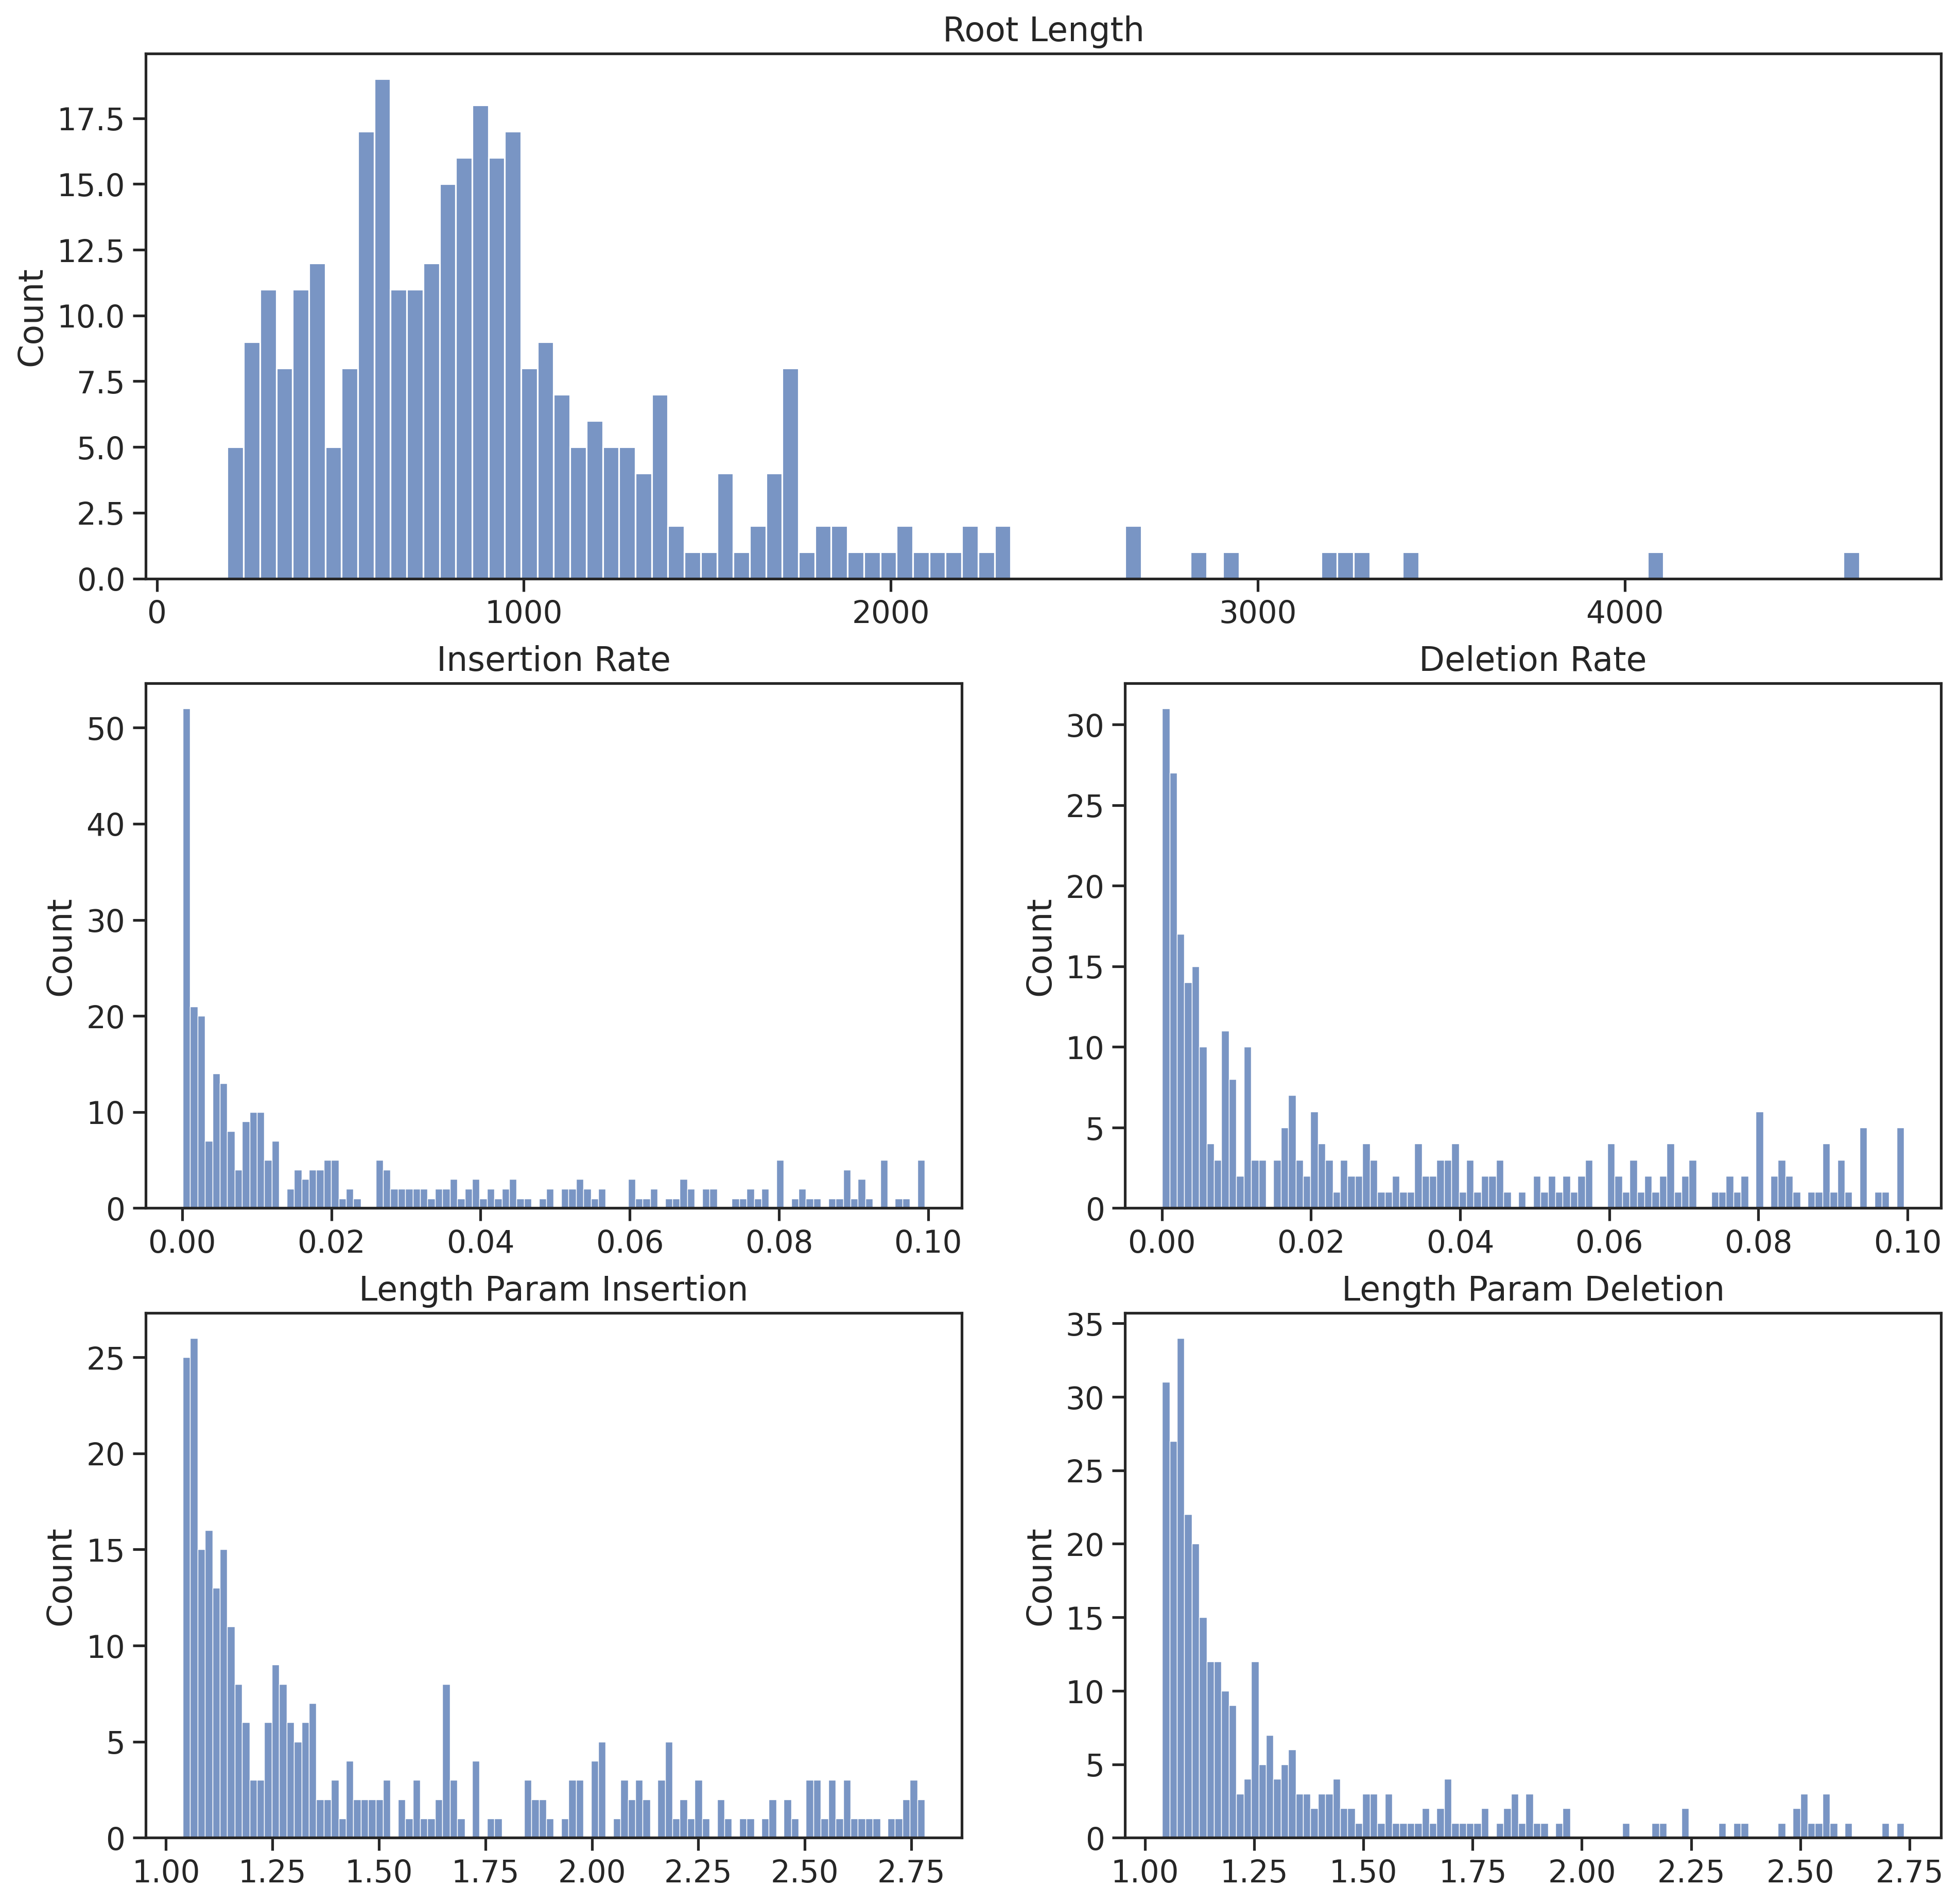 Root Length
Count
17.5
15.0
12.5
10.0
7.5
5.0
2.5
0.0
0 1000 2000 3000 4000
Insertion Rate
Count
50
40
30
20
10
0
0.00 0.02 0.04 0.06 0.08 0.10
Deletion Rate
Count
30
25
20
15
10
5
0
0.00 0.02 0.04 0.06 0.08 0.10
Length Param Insertion
Count
25
20
15
10
5
0
1.00 1.25 1.50 1.75 2.00 2.25 2.50 2.75
Length Param Deletion
Count
35
30
25
20
15
10
5
0
1.00 1.25 1.50 1.75 2.00 2.25 2.50 2.75